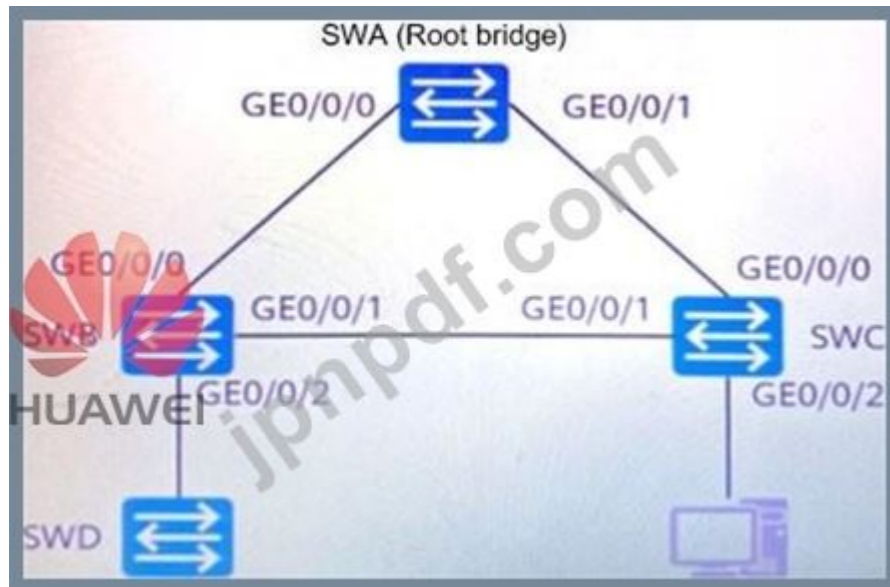 SWA (Root bridge)
GE0/0/0
GE0/0/1
GE0/0/0
GE0/0/0
SWB
GE0/0/1
GE0/0/1
SWC
HUAWEI
GE0/0/2
GE0/0/2
SWD
jpnpdf.com